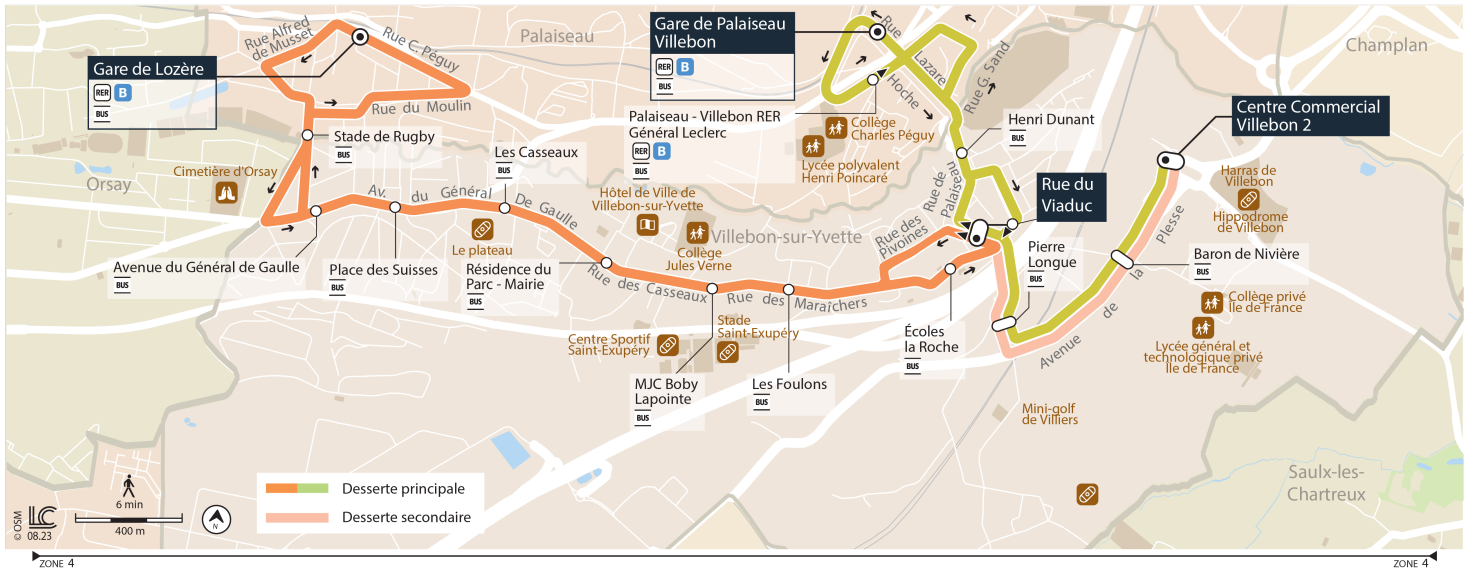 Gare de Lozère
RER B
BUS
Rue Alfred
de Musset
Rue C. Péguy
Rue du Moulin
Palaiseau
Gare de Palaiseau
Villebon
RER B
BUS
Rue
Lazare
Hoche
Rue G. Sand
Champlan
Centre Commercial
Villebon 2
Stade de Rugby
BUS
Cimetière d'Orsay
Orsay
Les Casseaux
BUS
Palaiseau - Villebon RER
Général Leclerc
RER B
BUS
Collège
Charles Péguy
Lycée polyvalent
Henri Poincaré
Henri Dunant
BUS
Rue de
Palaiseau
Rue du
Viaduc
Harras de
Villebon
Hippodrome
de Villebon
Av. du Général De Gaulle
Hôtel de Ville de
Villebon-sur-Yvette
Le plateau
Collège
Jules Verne
Villebon-sur-Yvette
Rue des
Pivoines
Pierre
Longue
BUS
Plesse
la
de
Avenue
Baron de Nivière
BUS
Avenue du Général de Gaulle
BUS
Place des Suisses
BUS
Résidence du
Parc - Mairie
BUS
Rue des Casseaux
Rue des Maraîchers
Collège privé
Ile de France
Lycée général et
technologique privé
Ile de France
Centre Sportif
Saint-Exupéry
Stade
Saint-Exupéry
Écoles
la Roche
BUS
MJC Boby
Lapointe
BUS
Les Foulons
BUS
Mini-golf
de Villiers
Saulx-les-
Chartreux
Desserte principale
Desserte secondaire
6 min
400 m
N
© OSM
LC
08.23
ZONE 4
ZONE 4